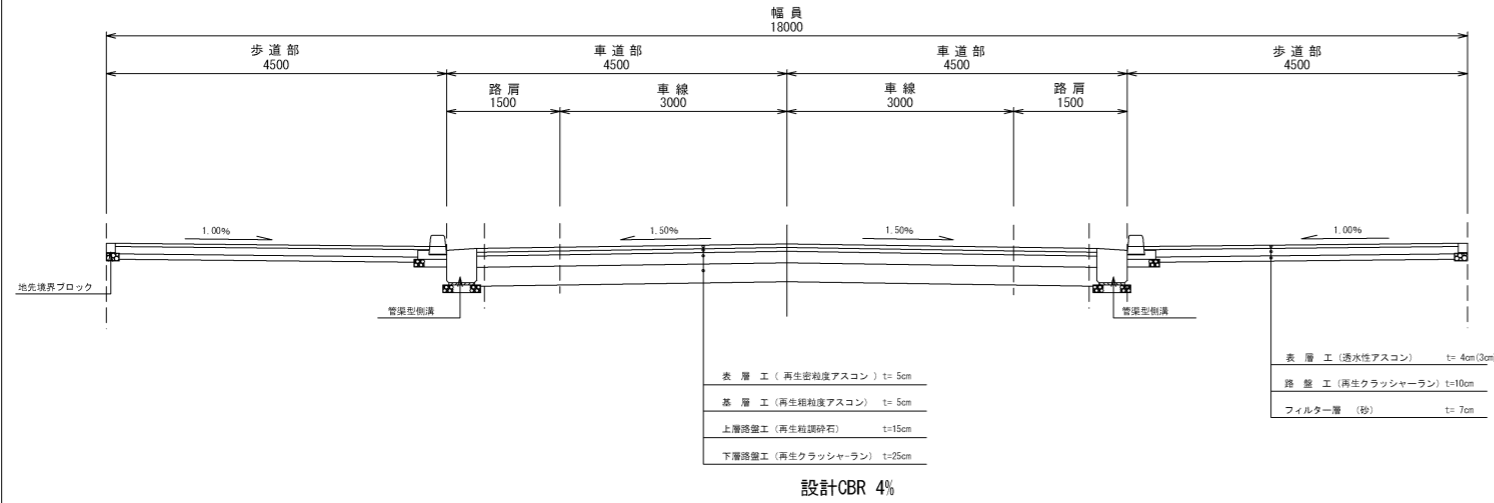 幅 員
18000
歩 道 部
車 道 部
車 道 部
歩 道 部
4500
4500
4500
4500
路 肩
車 線
車 線
路 肩
1500
3000
3000
1500
1.00%
1.50%
1.50%
1.00%
地先境界ブロック
管渠型側溝
管渠型側溝
表 層 工 ( 再生密粒度アスコン ) t= 5cm
基 層 工 (再生粗粒度アスコン) t= 5cm
上層路盤工 (再生粒調砕石) t=15cm
下層路盤工 (再生クラッシャ-ラン) t=25cm
表 層 工 (透水性アスコン) t= 4cm(3cm
路 盤 工 (再生クラッシャーラン) t=10cm
フィルター層 (砂) t= 7cm
設計CBR 4%